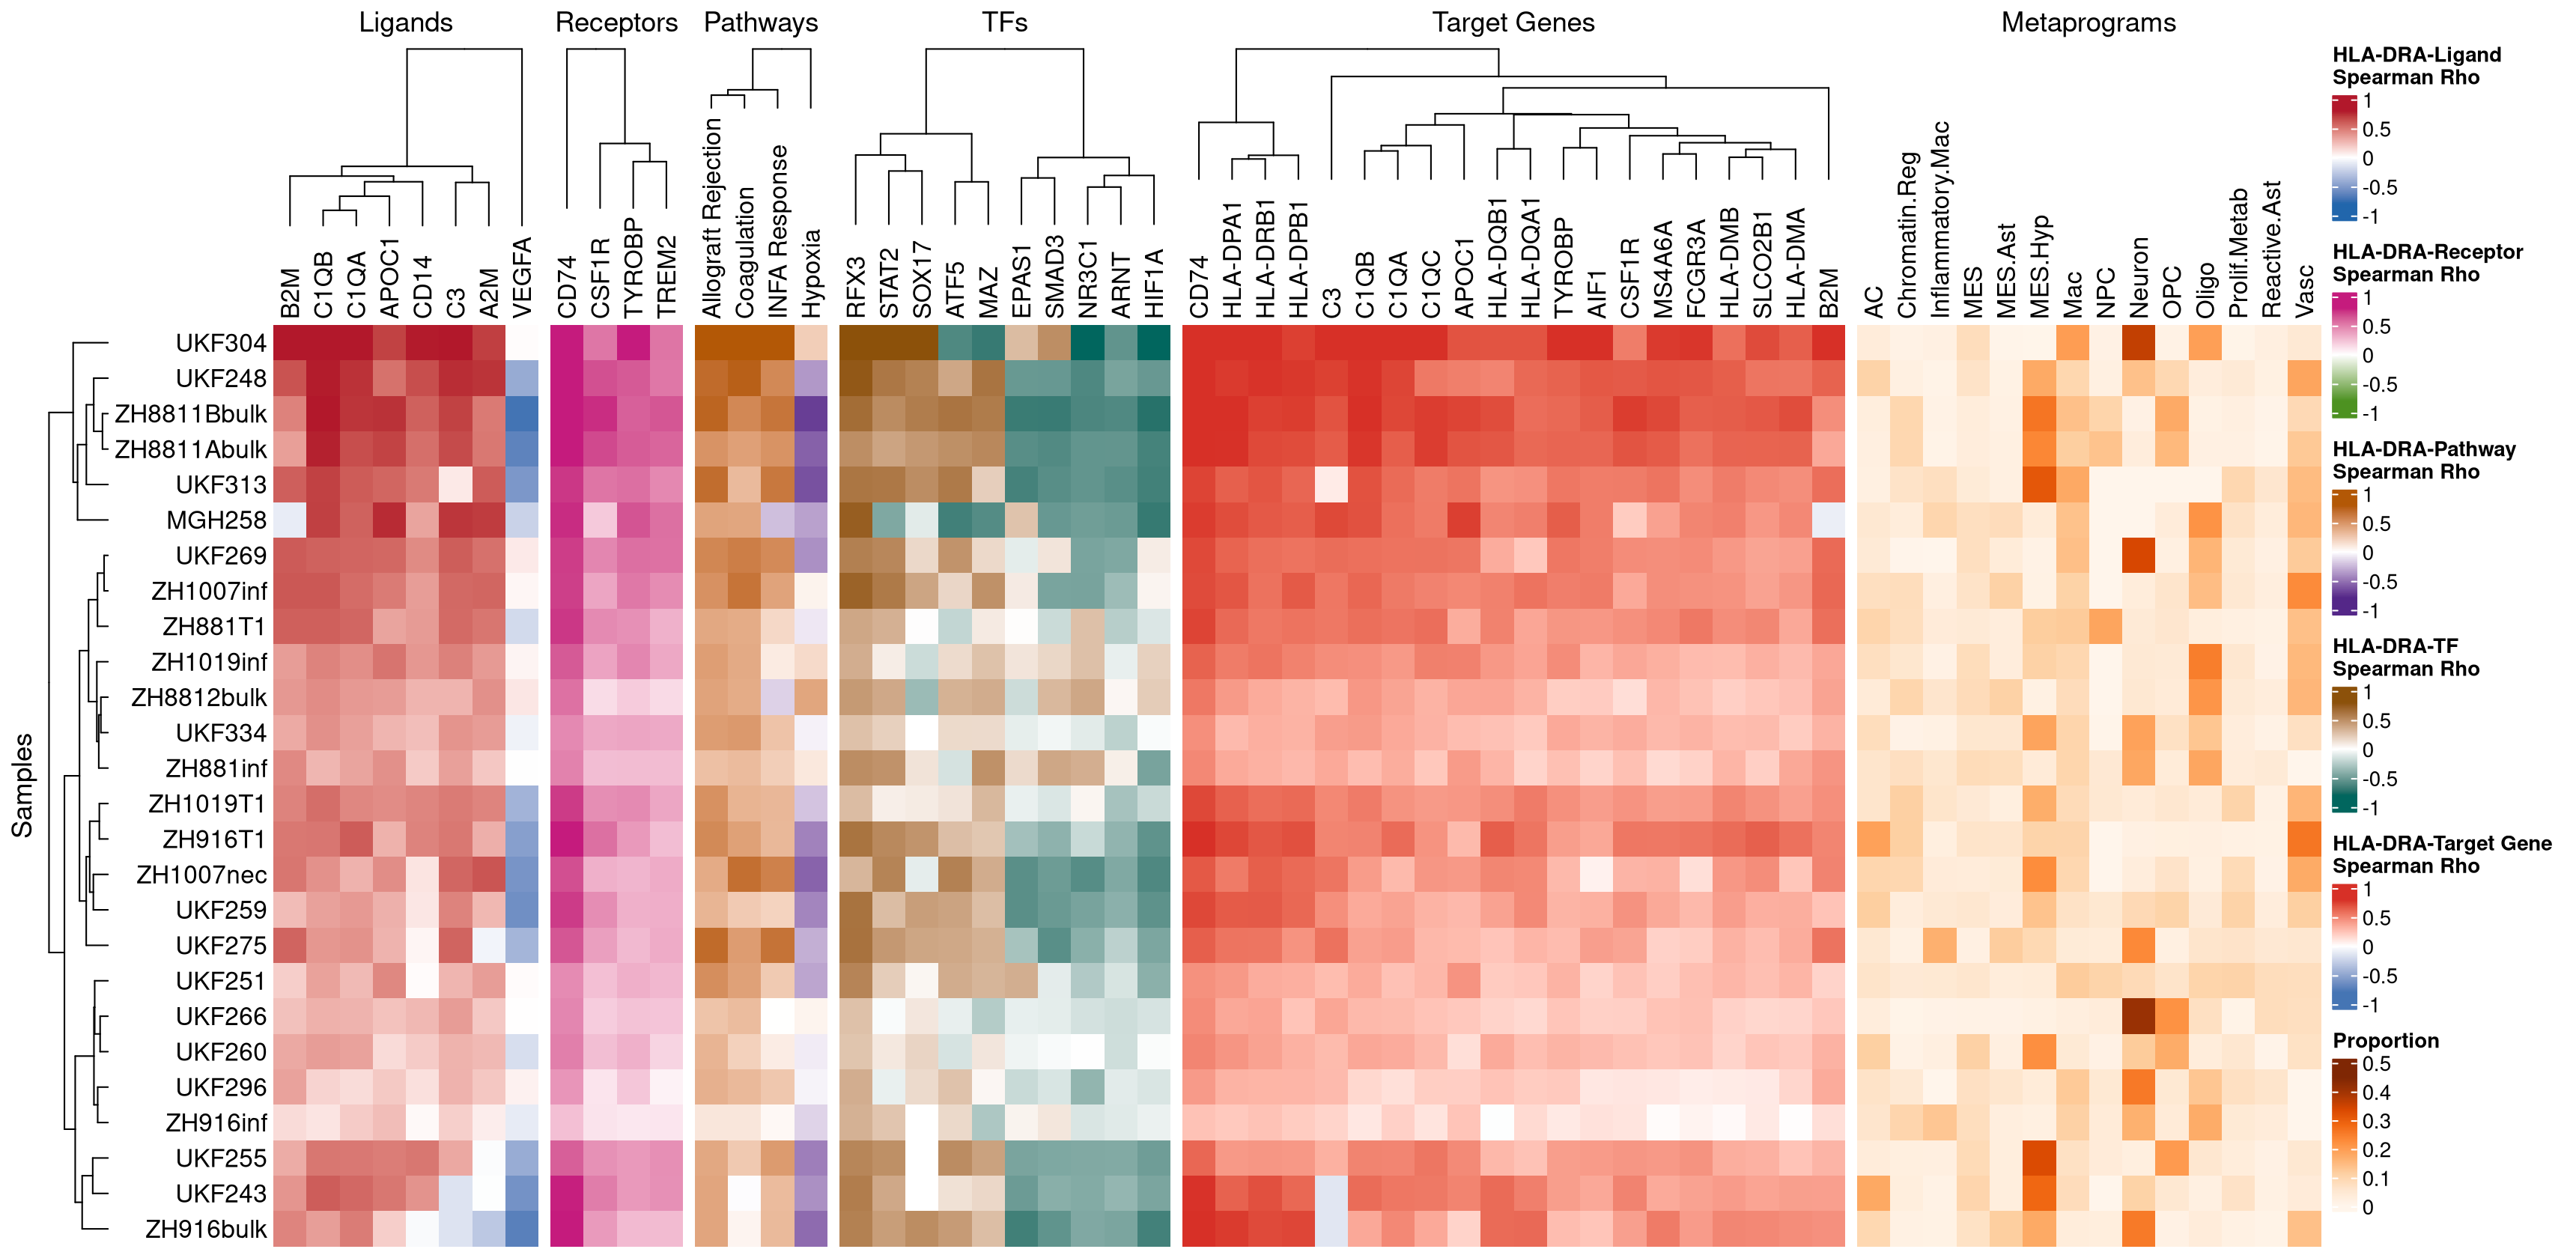 Ligands
Receptors
Pathways
TFs
Target Genes
Metaprograms
B2M
C1QB
C1QA
APOC1
CD14
C3
A2M
VEGFA
CD74
CSF1R
TYROBP
TREM2
Allograft Rejection
Coagulation
INFA Response
Hypoxia
RFX3
STAT2
SOX17
ATF5
MAZ
EPAS1
SMAD3
NR3C1
ARNT
HIF1A
CD74
HLA-DPA1
HLA-DRB1
HLA-DPB1
C3
C1QB
C1QA
C1QC
APOC1
HLA-DQB1
HLA-DQA1
TYROBP
AIF1
CSF1R
MS4A6A
FCGR3A
HLA-DMB
SLCO2B1
HLA-DMA
B2M
AC
Chromatin.Reg
Inflammatory.Mac
MES
MES.Ast
MES.Hyp
Mac
NPC
Neuron
OPC
Oligo
Prolif.Metab
Reactive.Ast
Vasc
Samples
UKF304
UKF248
ZH8811Bbulk
ZH8811Abulk
UKF313
MGH258
UKF269
ZH1007inf
ZH881T1
ZH1019inf
ZH8812bulk
UKF334
ZH881inf
ZH1019T1
ZH916T1
ZH1007nec
UKF259
UKF275
UKF251
UKF266
UKF260
UKF296
ZH916inf
UKF255
UKF243
ZH916bulk
HLA-DRA-Ligand
Spearman Rho
1
0.5
0
-0.5
-1
HLA-DRA-Receptor
Spearman Rho
1
0.5
0
-0.5
-1
HLA-DRA-Pathway
Spearman Rho
1
0.5
0
-0.5
-1
HLA-DRA-TF
Spearman Rho
1
0.5
0
-0.5
-1
HLA-DRA-Target Gene
Spearman Rho
1
0.5
0
-0.5
-1
Proportion
0.5
0.4
0.3
0.2
0.1
0